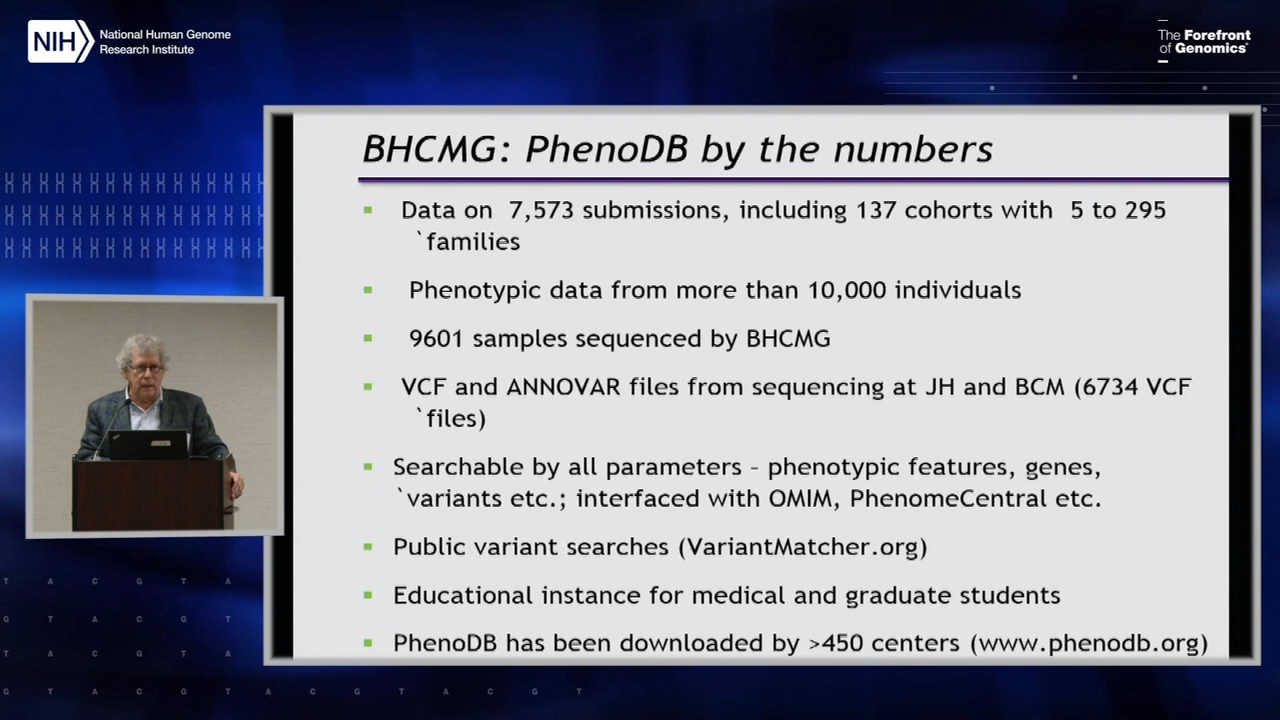 NIH
National Human Genome
Research Institute
The Forefront
of Genomics®
BHCMG: PhenoDB by the numbers
Data on 7,573 submissions, including 137 cohorts with 5 to 295
`families
Phenotypic data from more than 10,000 individuals
9601 samples sequenced by BHCMG
VCF and ANNOVAR files from sequencing at JH and BCM (6734 VCF
`files)
Searchable by all parameters – phenotypic features, genes,
`variants etc.; interfaced with OMIM, PhenomeCentral etc.
Public variant searches (VariantMatcher.org)
Educational instance for medical and graduate students
PhenoDB has been downloaded by >450 centers (www.phenodb.org)
T A C G T A
G T A C G T
T A C G T A
G T A C G T A C G T A C G T